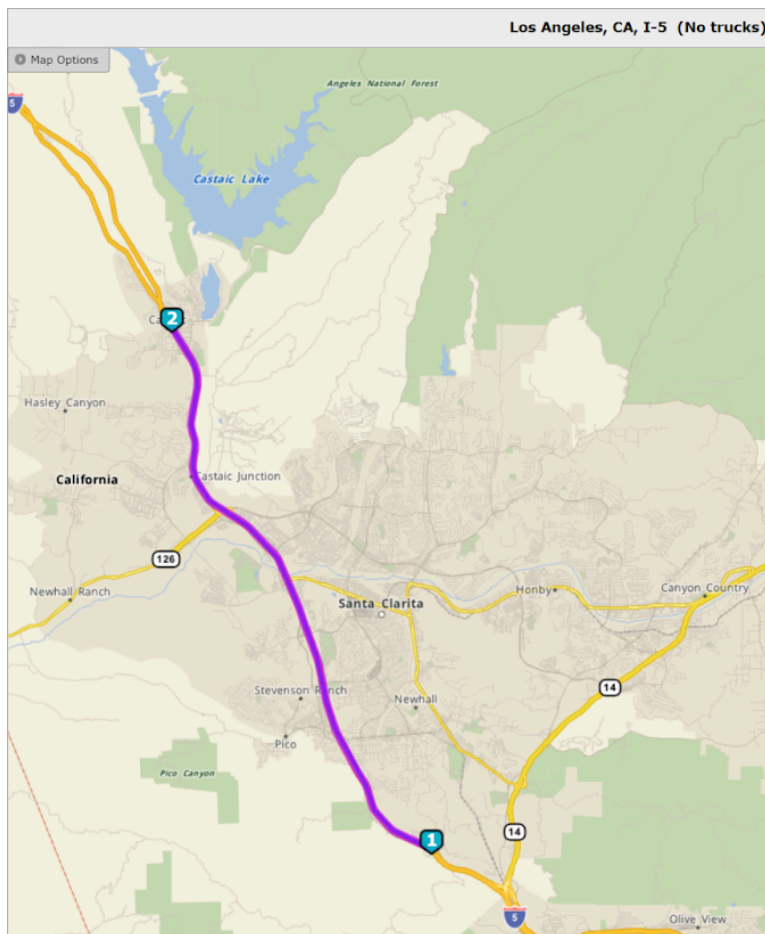 Los Angeles, CA, I-5 (No trucks)
Map Options
Angeles National Forest
5
Castaic Lake
2
Hasley Canyon
California
Castaic Junction
126
Newhall Ranch
Santa Clarita
Honby
Canyon Country
Stevenson Ranch
14
Newhall
Pico
Pico Canyon
14
1
5
Olive View